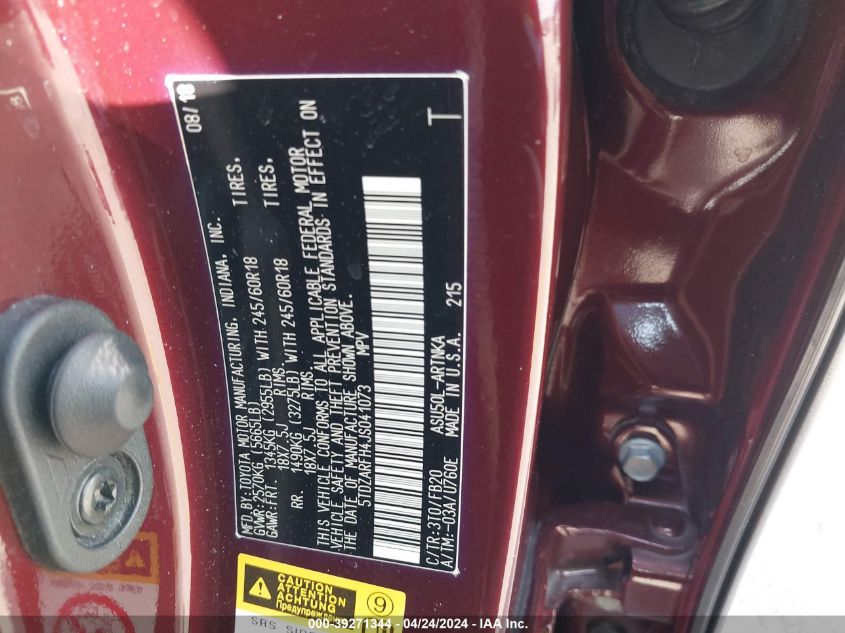 MFD.BY:TOYOTA MOTOR MANUFACTURING, INDIANA, INC. 08/18
GVWR:2570KG (5665LB)
GAWR:FRT. 1345KG (2955LB) WITH 245/60R18 TIRES,
18X7.5J RIMS.
RR. 1490KG (3275LB) WITH 245/60R18 TIRES,
18X7.5J RIMS.
THIS VEHICLE CONFORMS TO ALL APPLICABLE FEDERAL MOTOR
VEHICLE SAFETY AND THEFT PREVENTION STANDARDS IN EFFECT ON
THE DATE OF MANUFACTURE SHOWN ABOVE.
5TDZARFH4JS041073 MPV
C/TR:3T0/FB20 ASU50L-ARTNKA T
A/TM:-03A/U760E MADE IN U.S.A. 215
CAUTION
ACHTUNG
ATTENTION
Предупреждение
9
SRS SIDE
000-39271344 / 04/24/2024 - IAA Inc.